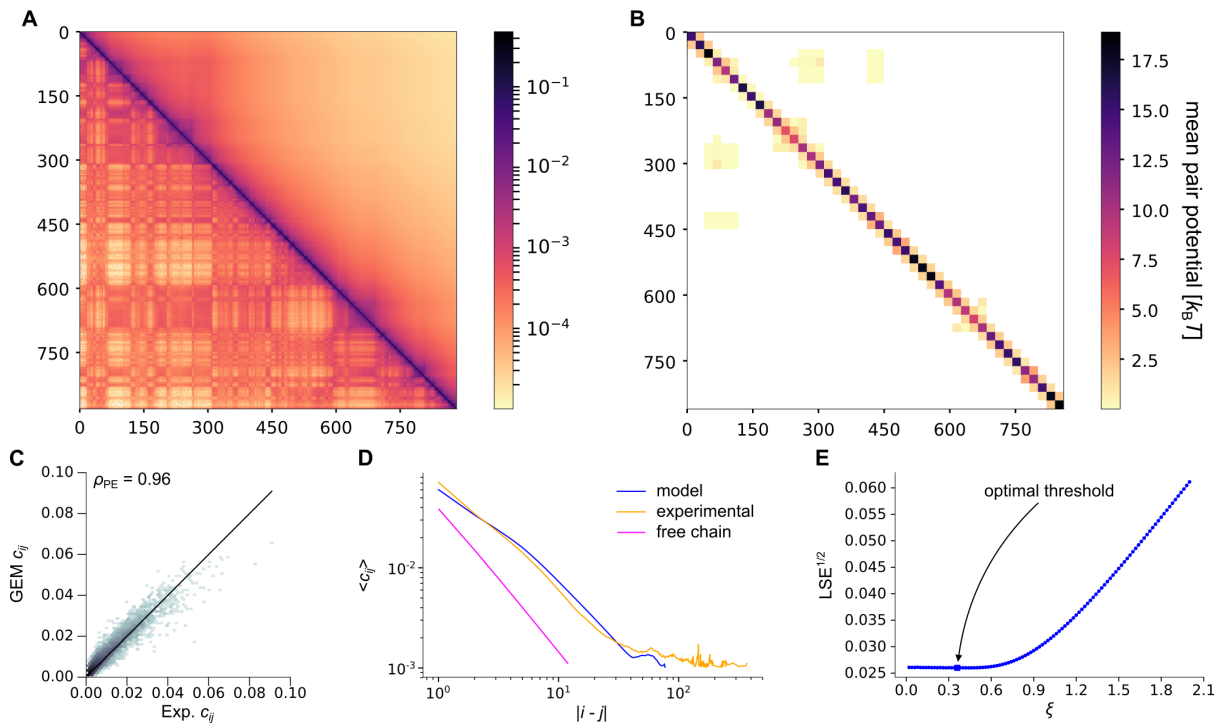 A
0
150
300
450
600
750
0 150 300 450 600 750
10⁻¹
10⁻²
10⁻³
10⁻⁴
B
0
150
300
450
600
750
0 150 300 450 600 750
17.5
15.0
12.5
10.0
7.5
5.0
2.5
mean pair potential [k_B T]
C
ρ_PE = 0.96
0.10
0.08
0.06
0.04
0.02
0.00
GEM c_ij
0.00 0.02 0.04 0.06 0.08 0.10
Exp. c_ij
D
model
experimental
free chain
<c_ij>
10⁻²
10⁻³
10⁰ 10¹ 10²
|i - j|
E
optimal threshold
LSE^1/2
0.060
0.055
0.050
0.045
0.040
0.035
0.030
0.025
0.0 0.3 0.6 0.9 1.2 1.5 1.8 2.1
ξ